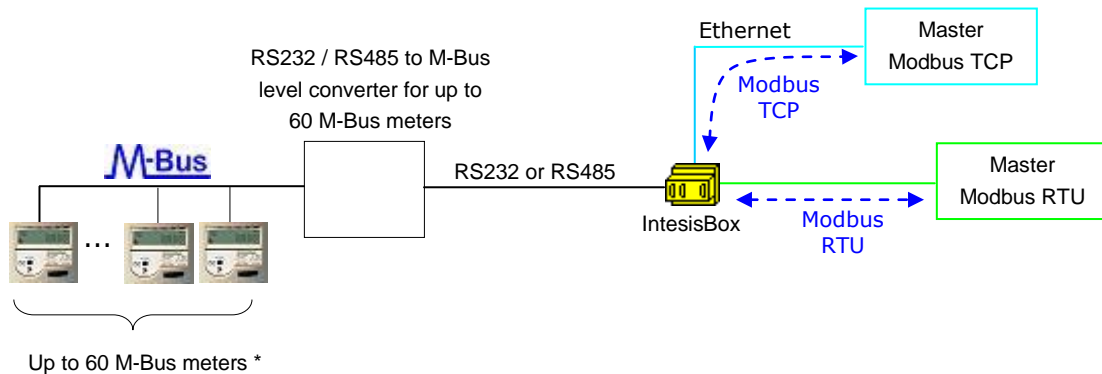 Ethernet
Master
Modbus TCP
RS232 / RS485 to M-Bus
level converter for up to
60 M-Bus meters
Modbus
TCP
M-Bus
RS232 or RS485
Master
Modbus RTU
IntesisBox
Modbus
RTU
...
Up to 60 M-Bus meters *